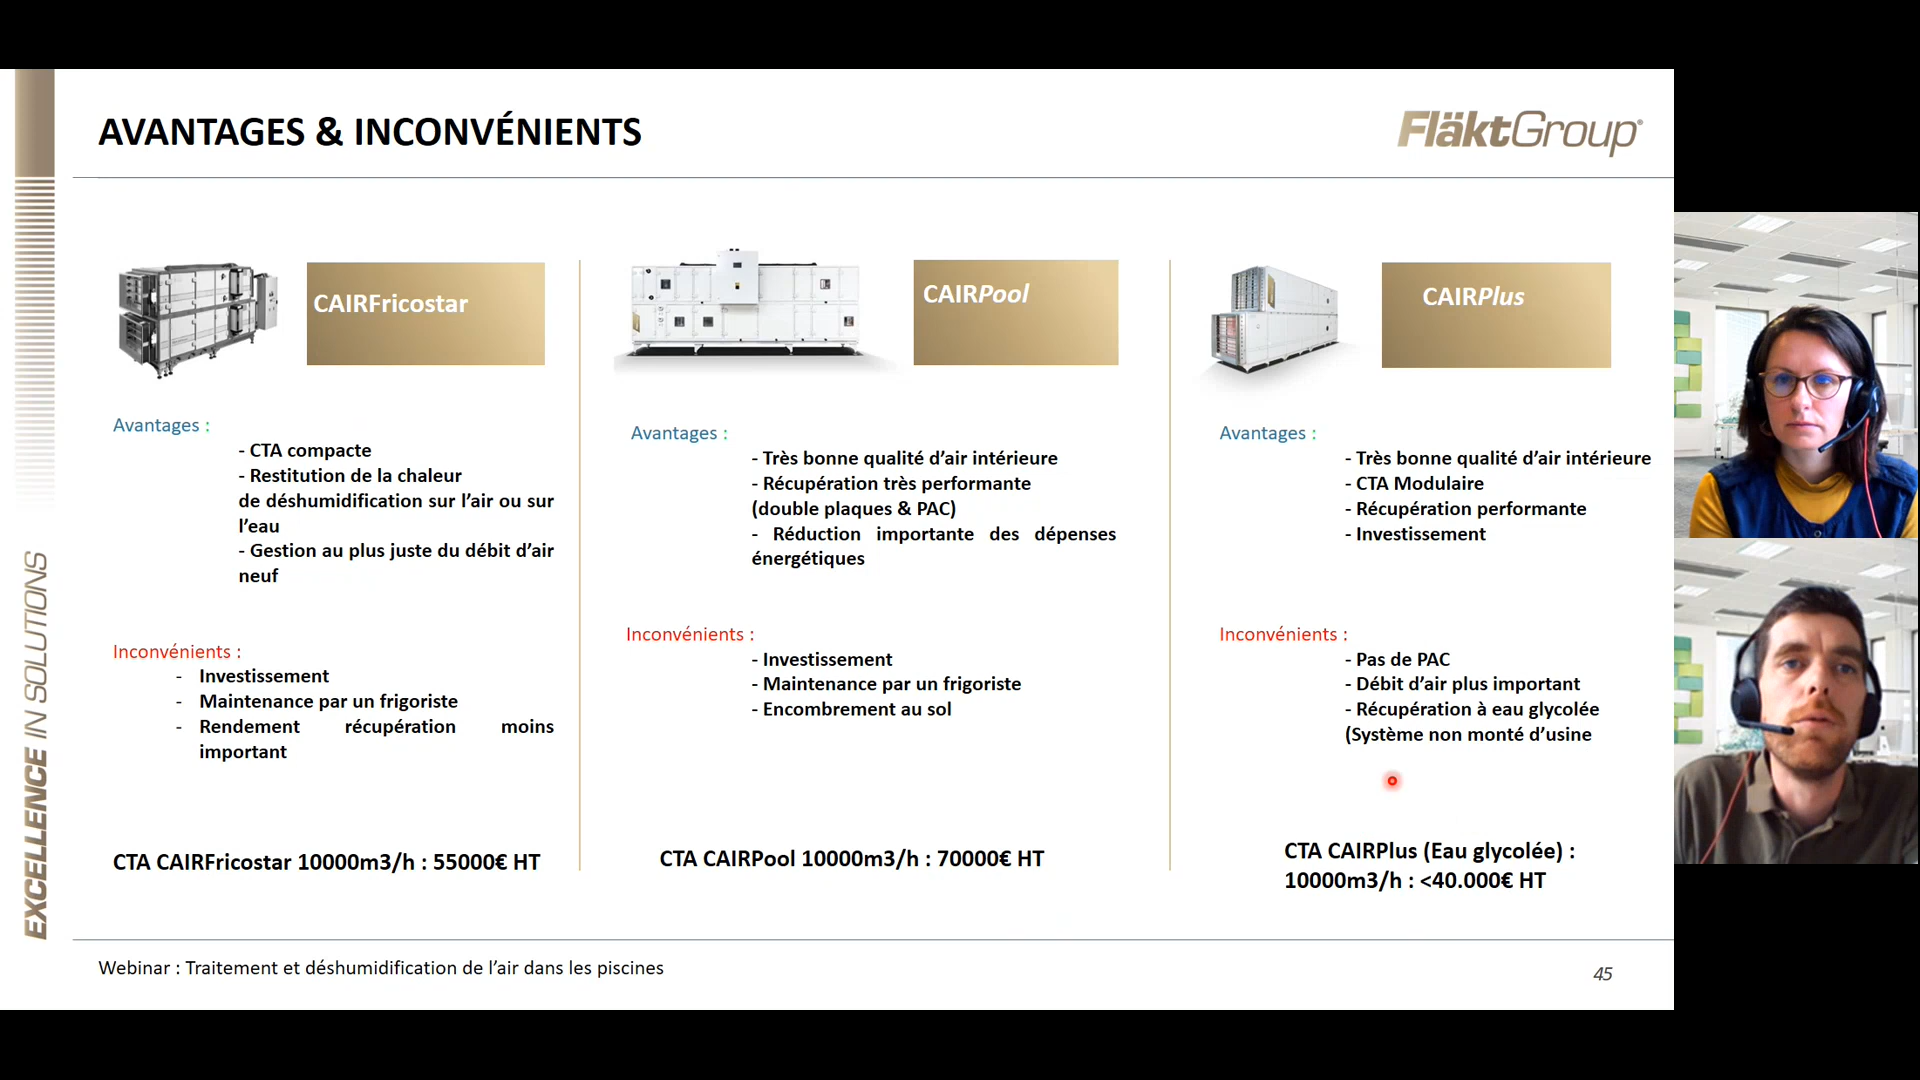 AVANTAGES & INCONVÉNIENTS
FläktGroup®
EXCELLENCE IN SOLUTIONS
CAIRFricostar
Avantages :
- CTA compacte
- Restitution de la chaleur
de déshumidification sur l’air ou sur
l’eau
- Gestion au plus juste du débit d’air
neuf
Inconvénients :
- Investissement
- Maintenance par un frigoriste
- Rendement récupération moins
important
CTA CAIRFricostar 10000m3/h : 55000€ HT
CAIRPool
Avantages :
- Très bonne qualité d’air intérieure
- Récupération très performante
(double plaques & PAC)
- Réduction importante des dépenses
énergétiques
Inconvénients :
- Investissement
- Maintenance par un frigoriste
- Encombrement au sol
CTA CAIRPool 10000m3/h : 70000€ HT
CAIRPlus
Avantages :
- Très bonne qualité d’air intérieure
- CTA Modulaire
- Récupération performante
- Investissement
Inconvénients :
- Pas de PAC
- Débit d’air plus important
- Récupération à eau glycolée
(Système non monté d’usine
CTA CAIRPlus (Eau glycolée) :
10000m3/h : <40.000€ HT
Webinar : Traitement et déshumidification de l’air dans les piscines
45